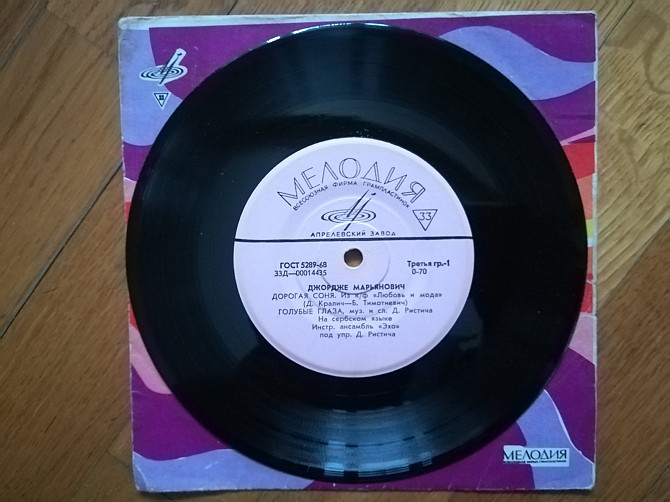 33
МЕЛОДИЯ
ВСЕСОЮЗНАЯ ФИРМА ГРАМПЛАСТИНОК
33
АПРЕЛЕВСКИЙ ЗАВОД
ГОСТ 5289-68 Третья гр.-1
33Д—00014435 0-70
ДЖОРДЖЕ МАРЬЯНОВИЧ
ДОРОГАЯ СОНЯ. Из к/ф «Любовь и мода»
(Д. Кралич—Б. Тимотиевич)
ГОЛУБЫЕ ГЛАЗА, муз. и сл. Д. Ристича
На сербском языке
Инстр. ансамбль «Эхо»
под упр. Д. Ристича
МЕЛОДИЯ